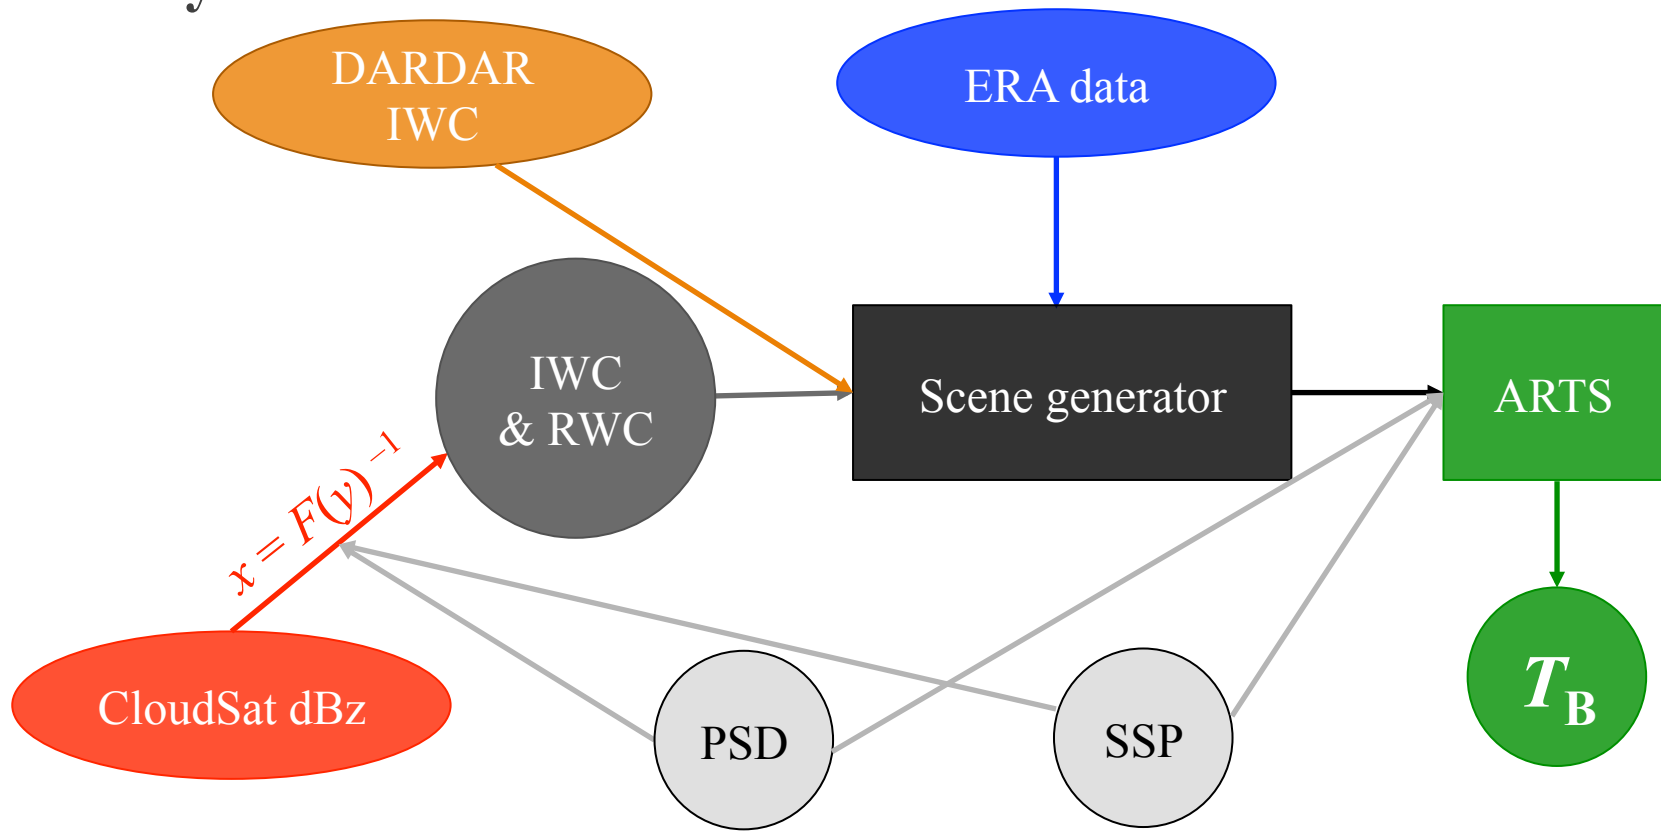 DARDAR
IWC
ERA data
IWC
& RWC
Scene generator
ARTS
x = F(y) ⁻¹
CloudSat dBz
PSD
SSP
T_B